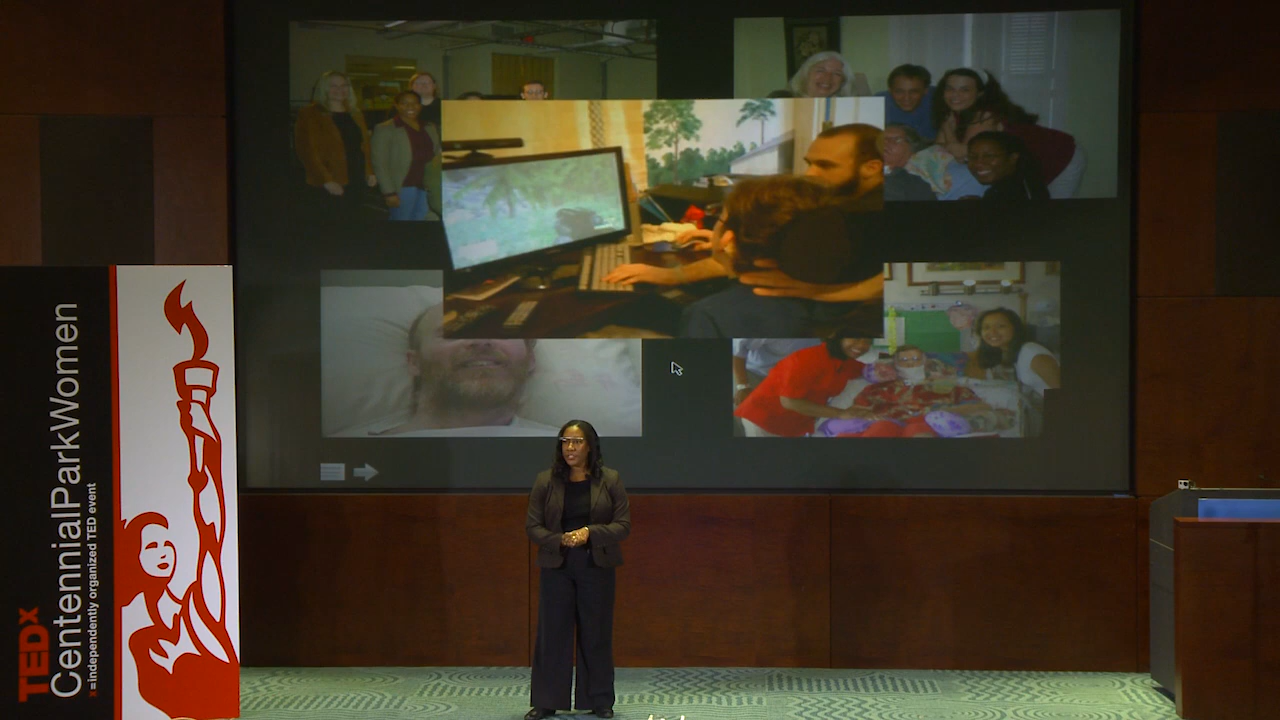 TEDx
CentennialParkWomen
x = independently organized TED event